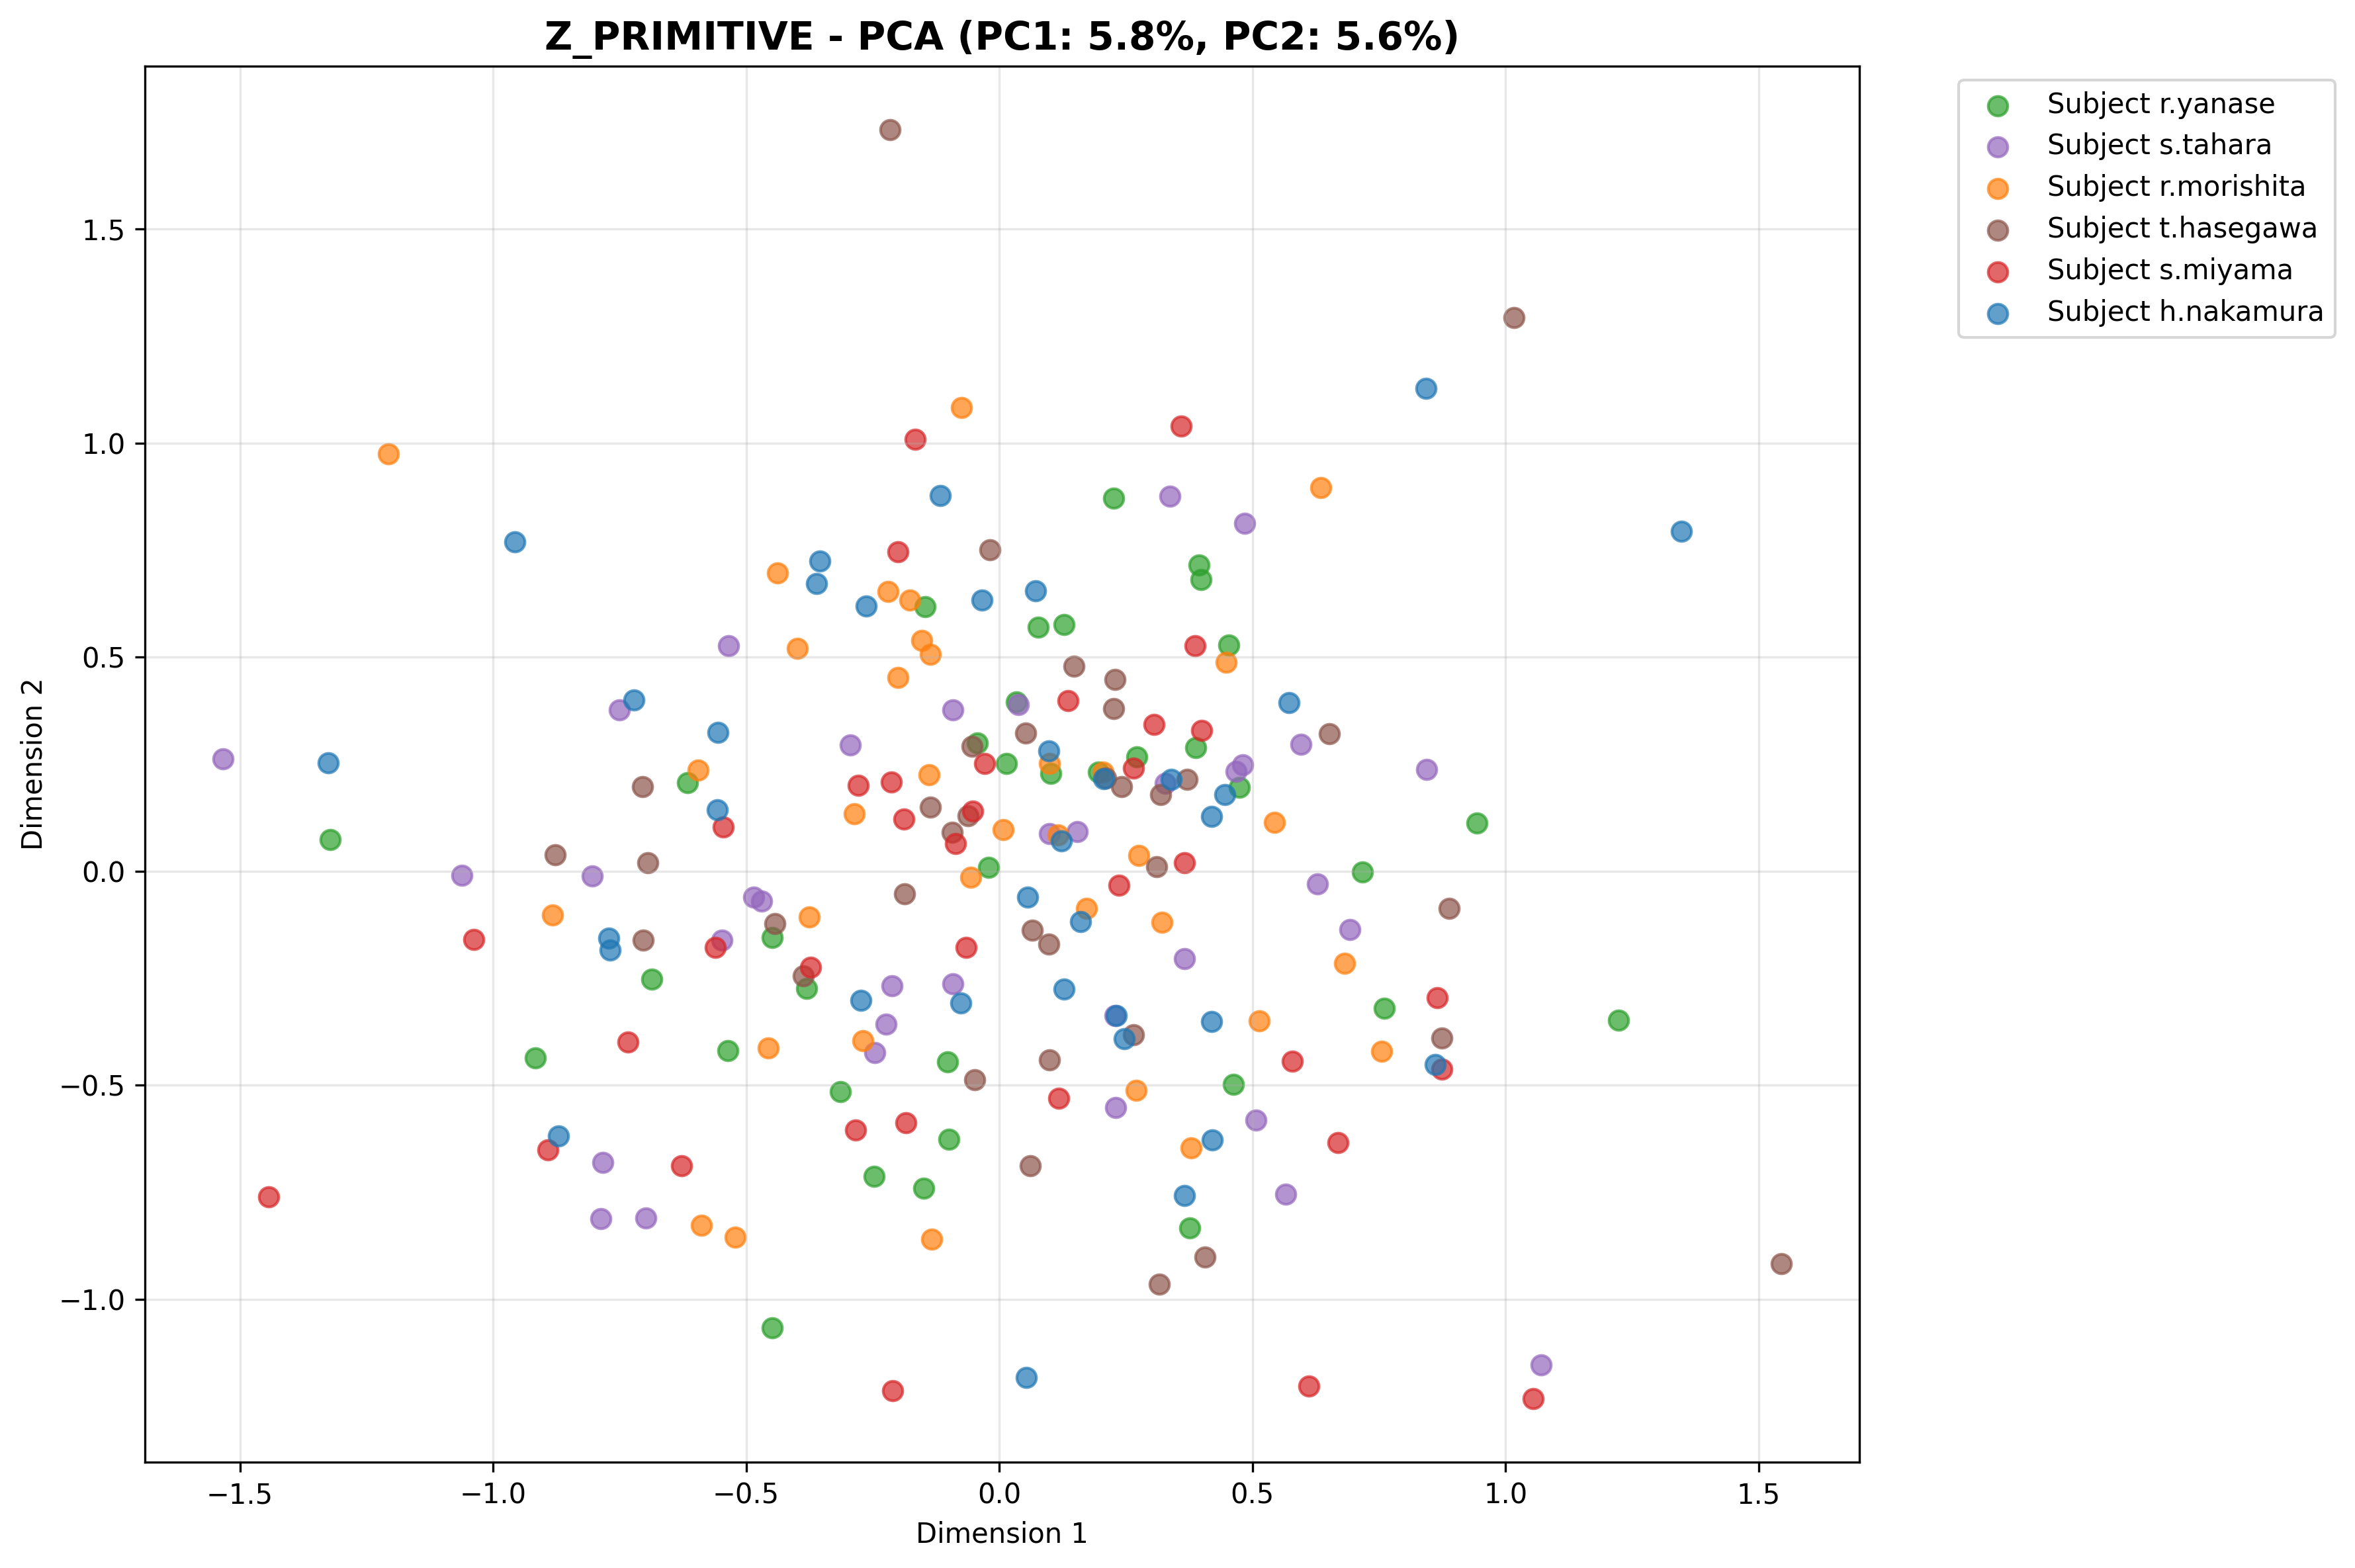 Z_PRIMITIVE - PCA (PC1: 5.8%, PC2: 5.6%)
Subject r.yanase
Subject s.tahara
Subject r.morishita
Subject t.hasegawa
Subject s.miyama
Subject h.nakamura
Dimension 2
1.5
1.0
0.5
0.0
−0.5
−1.0
−1.5
−1.0
−0.5
0.0
0.5
1.0
1.5
Dimension 1